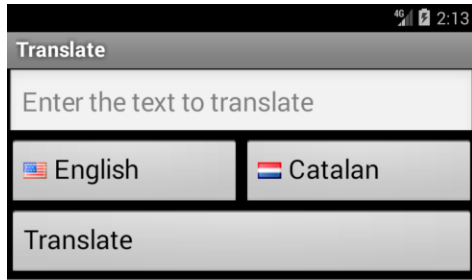 4G 2:13
Translate
Enter the text to translate
English Catalan
Translate